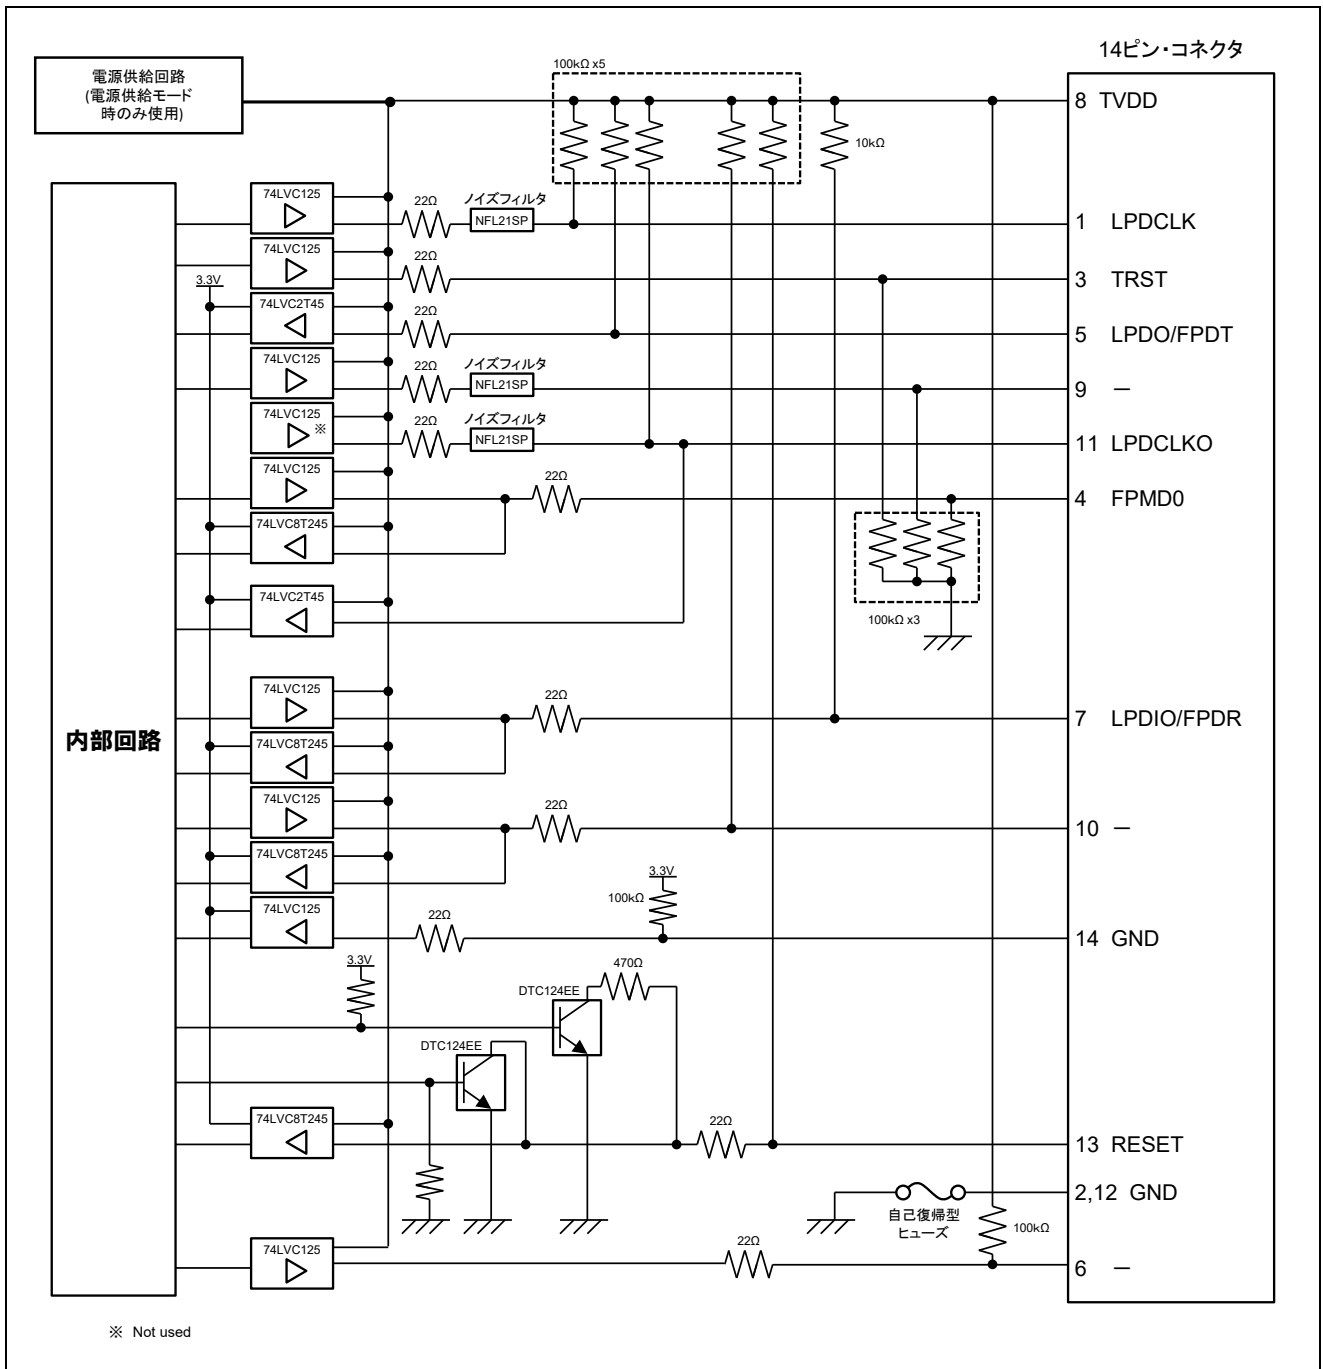 14ピン・コネクタ
電源供給回路
(電源供給モード
時のみ使用)
100kΩ x5
8 TVDD
10kΩ
74LVC125
22Ω
ノイズフィルタ
NFL21SP
1 LPDCLK
74LVC125
22Ω
3 TRST
3.3V
74LVC2T45
22Ω
5 LPDO/FPDT
74LVC125
22Ω
ノイズフィルタ
NFL21SP
9 －
74LVC125
※
22Ω
ノイズフィルタ
NFL21SP
11 LPDCLKO
74LVC125
22Ω
4 FPMD0
74LVC8T245
74LVC2T45
100kΩ x3
74LVC125
22Ω
7 LPDIO/FPDR
内部回路
74LVC8T245
74LVC125
22Ω
10 －
74LVC8T245
3.3V
100kΩ
74LVC125
22Ω
14 GND
3.3V
470Ω
DTC124EE
DTC124EE
74LVC8T245
22Ω
13 RESET
2,12 GND
自己復帰型
ヒューズ
100kΩ
74LVC125
22Ω
6 －
※ Not used